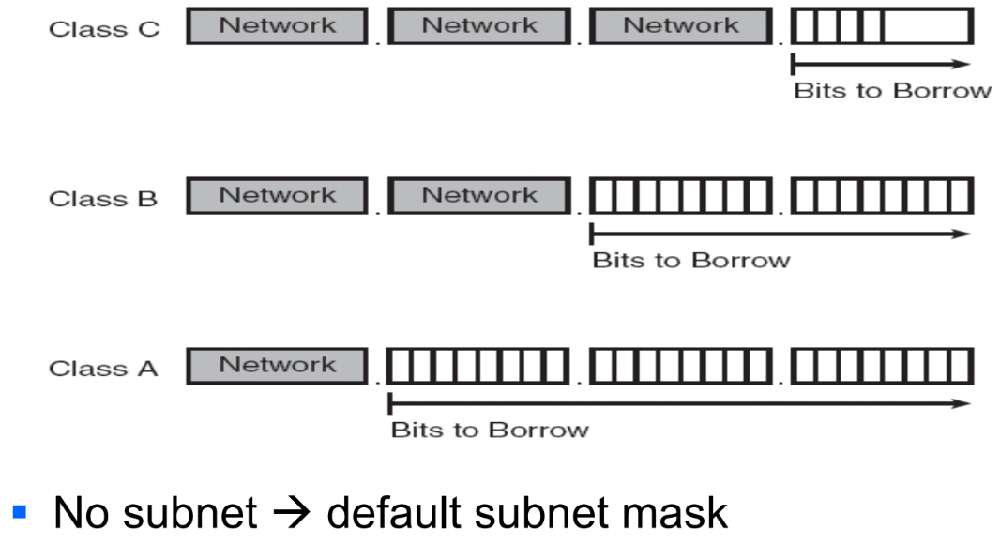 Class C Network . Network . Network .
Bits to Borrow
Class B Network . Network . .
Bits to Borrow
Class A Network . . .
Bits to Borrow
▪ No subnet → default subnet mask